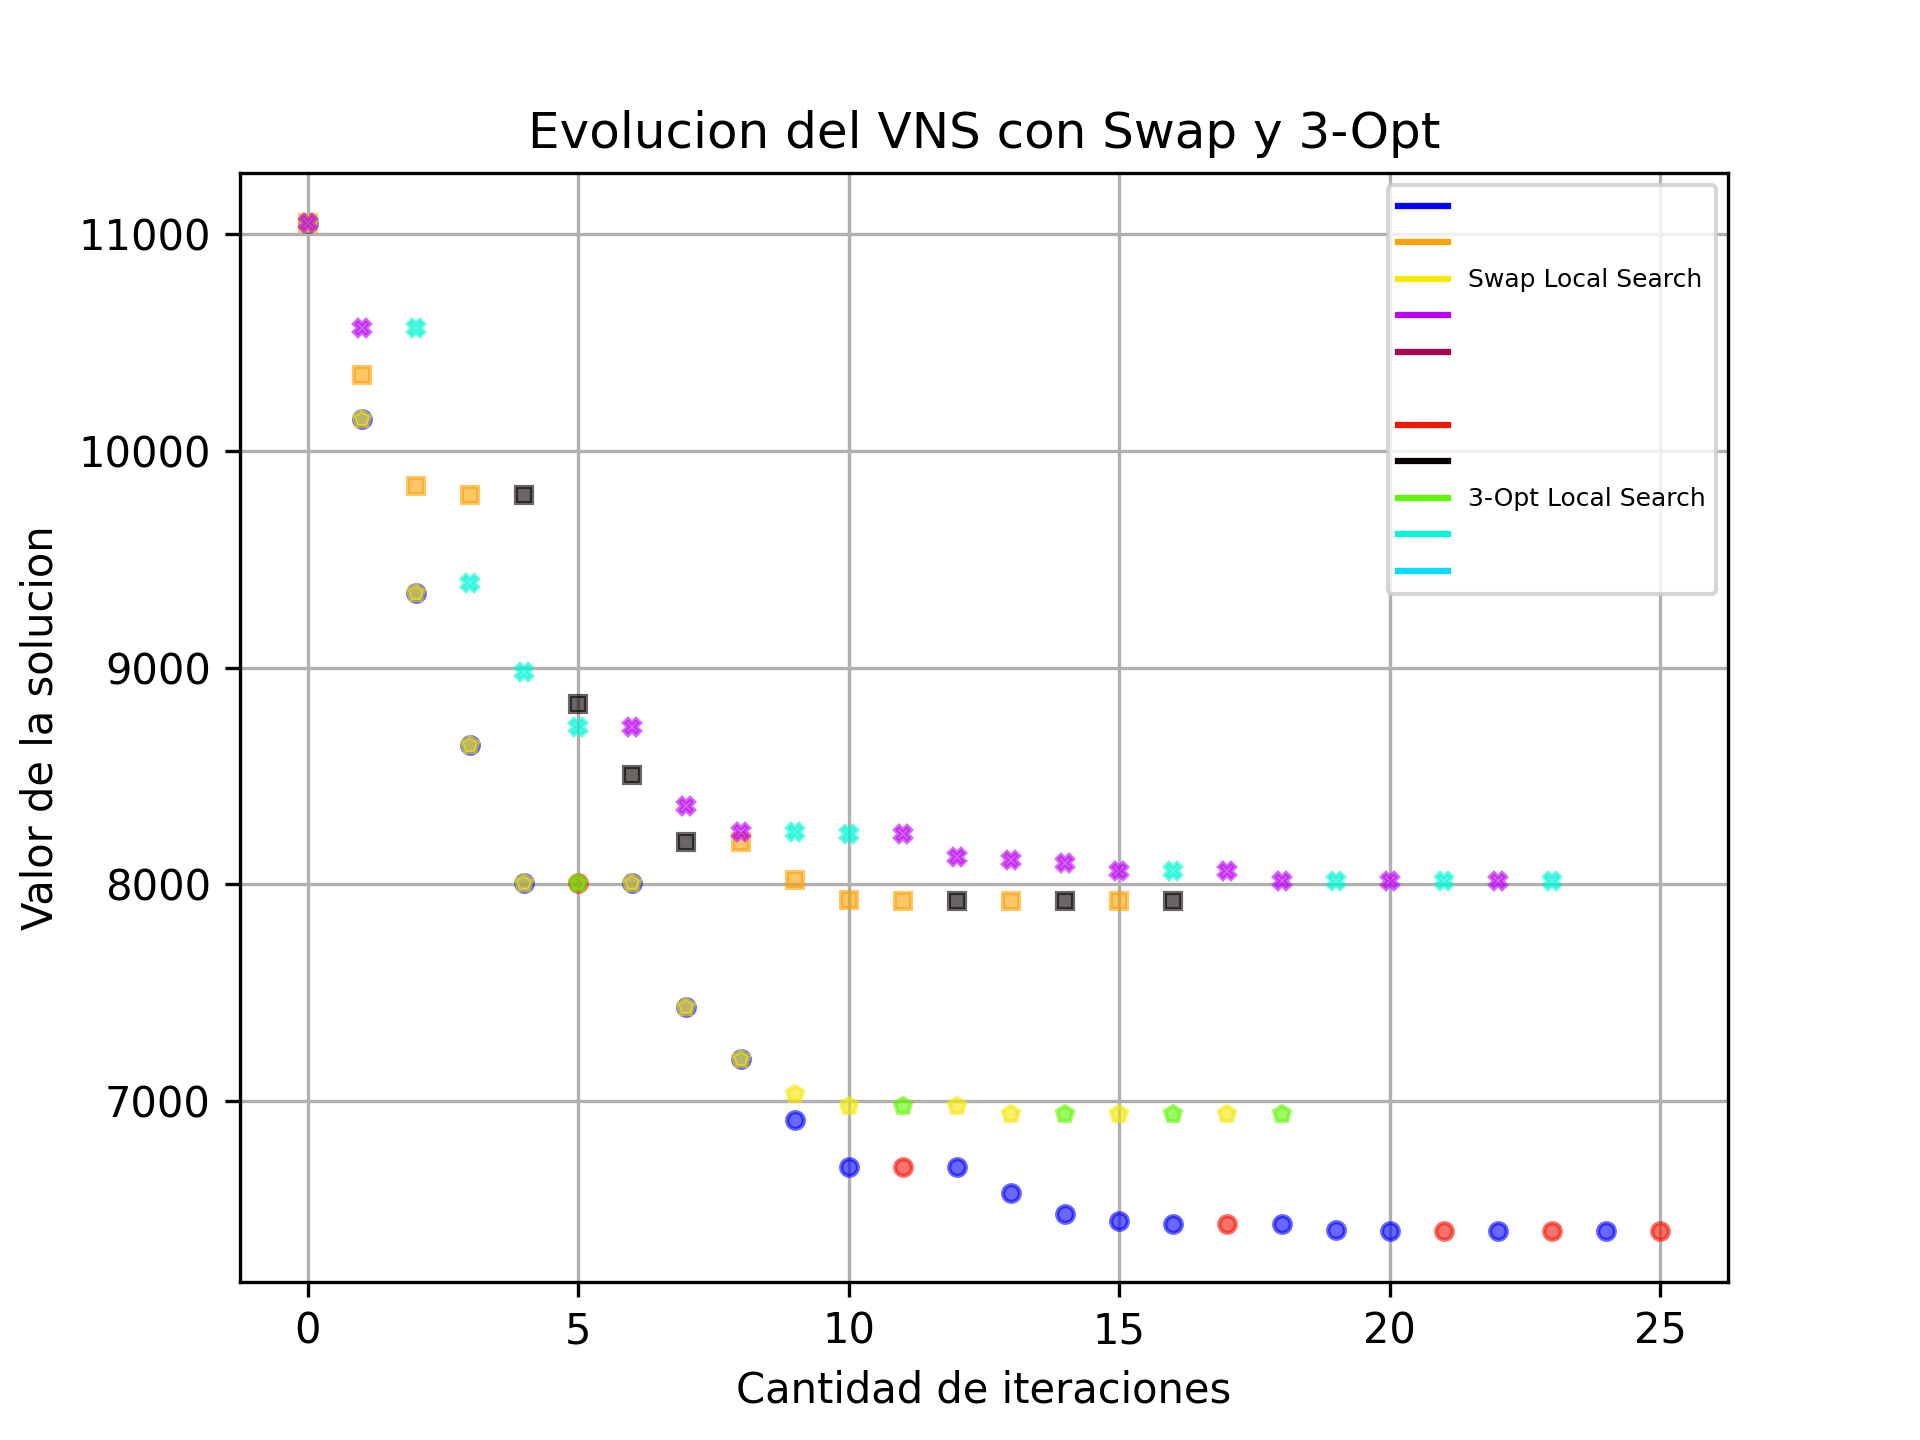 Evolucion del VNS con Swap y 3-Opt
11000
10000
9000
8000
7000
Valor de la solucion
Swap Local Search
3-Opt Local Search
0 5 10 15 20 25
Cantidad de iteraciones